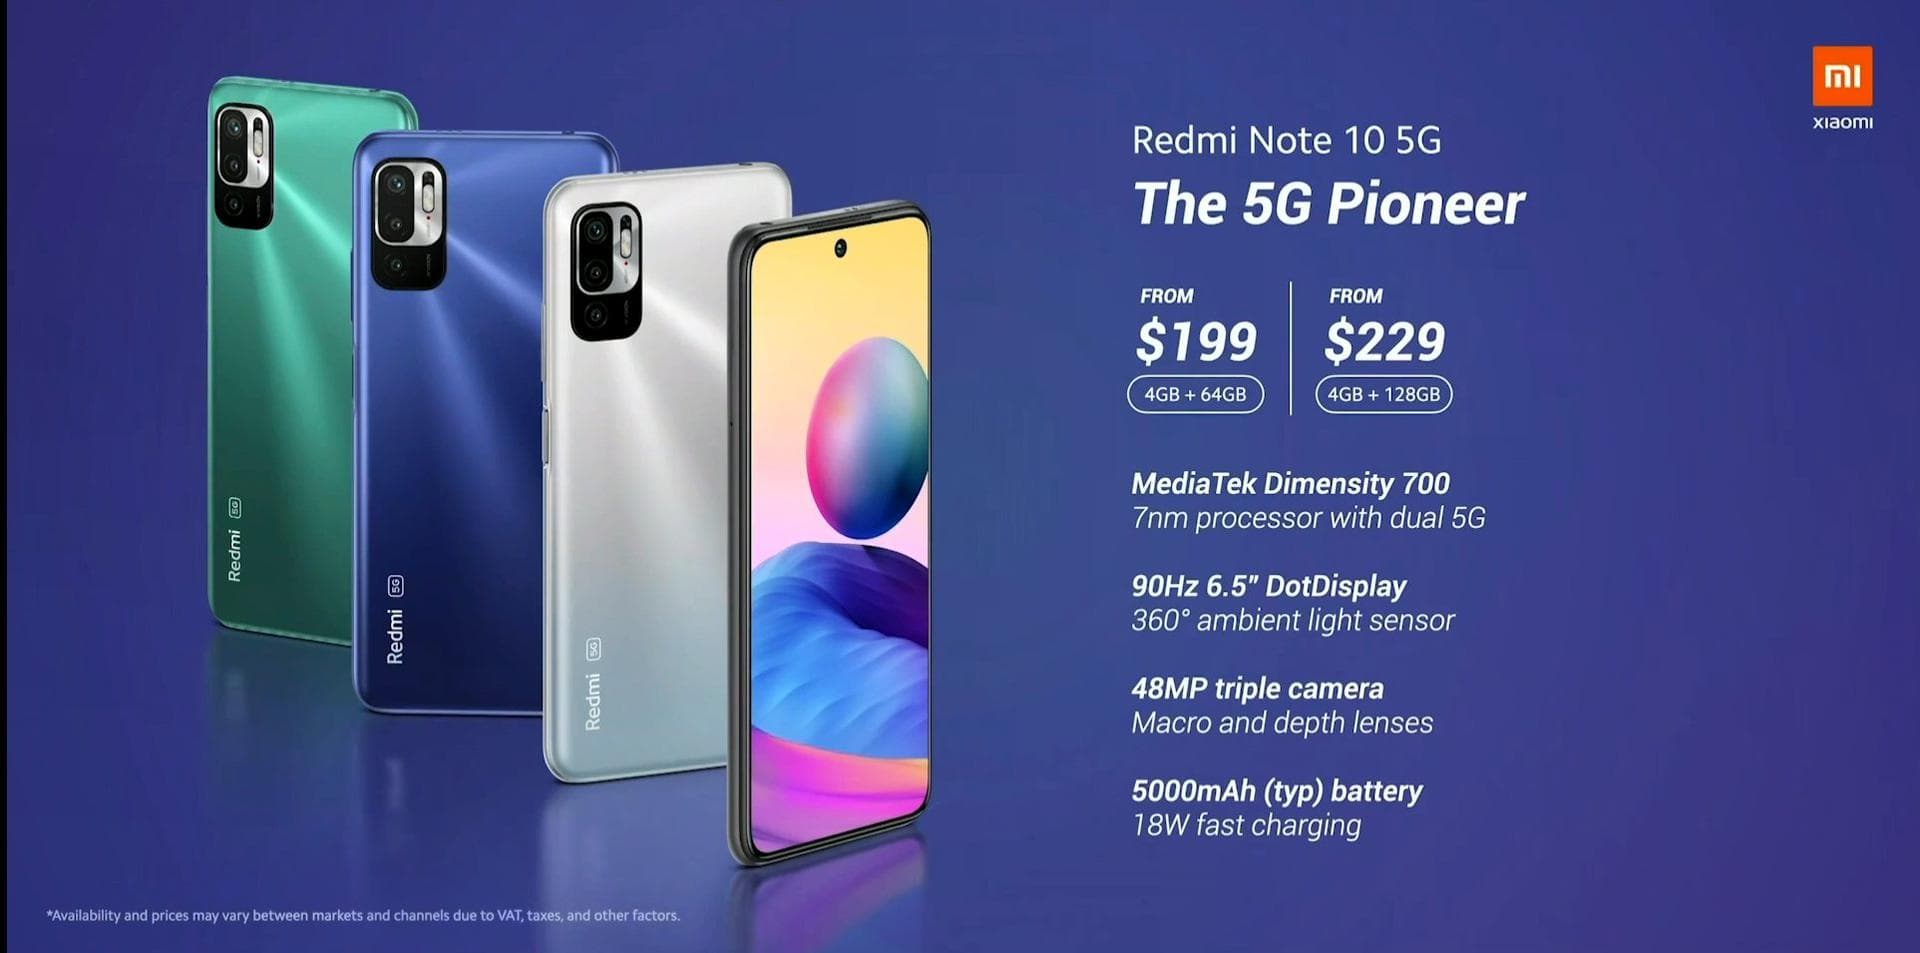 mi
xiaomi
Redmi Note 10 5G
The 5G Pioneer
FROM
$199
4GB + 64GB
FROM
$229
4GB + 128GB
MediaTek Dimensity 700
7nm processor with dual 5G
90Hz 6.5" DotDisplay
360° ambient light sensor
48MP triple camera
Macro and depth lenses
5000mAh (typ) battery
18W fast charging
Redmi 5G
Redmi 5G
Redmi 5G
*Availability and prices may vary between markets and channels due to VAT, taxes, and other factors.